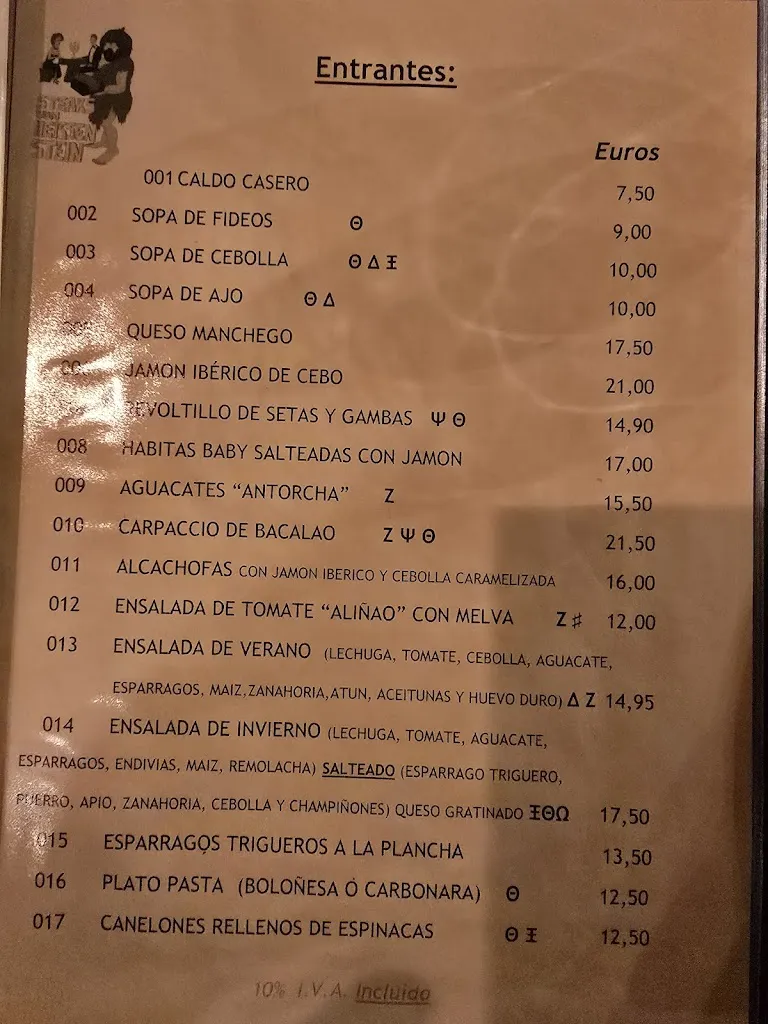 STEAKS
HEISSEN
STEIN
Entrantes:
Euros
001 CALDO CASERO 7,50
002 SOPA DE FIDEOS Θ 9,00
003 SOPA DE CEBOLLA Θ Δ Ξ 10,00
004 SOPA DE AJO Θ Δ 10,00
QUESO MANCHEGO 17,50
JAMON IBÉRICO DE CEBO 21,00
REVOLTILLO DE SETAS Y GAMBAS Ψ Θ 14,90
008 HABITAS BABY SALTEADAS CON JAMON 17,00
009 AGUACATES “ANTORCHA” Z 15,50
010 CARPACCIO DE BACALAO Z Ψ Θ 21,50
011 ALCACHOFAS CON JAMON IBERICO Y CEBOLLA CARAMELIZADA 16,00
012 ENSALADA DE TOMATE “ALIÑAO” CON MELVA Z # 12,00
013 ENSALADA DE VERANO (LECHUGA, TOMATE, CEBOLLA, AGUACATE,
ESPARRAGOS, MAIZ,ZANAHORIA,ATUN, ACEITUNAS Y HUEVO DURO) Δ Z 14,95
014 ENSALADA DE INVIERNO (LECHUGA, TOMATE, AGUACATE,
ESPARRAGOS, ENDIVIAS, MAIZ, REMOLACHA) SALTEADO (ESPARRAGO TRIGUERO,
PUERRO, APIO, ZANAHORIA, CEBOLLA Y CHAMPIÑONES) QUESO GRATINADO ΞΘΩ 17,50
015 ESPARRAGOS TRIGUEROS A LA PLANCHA 13,50
016 PLATO PASTA (BOLOÑESA Ó CARBONARA) Θ 12,50
017 CANELONES RELLENOS DE ESPINACAS Θ Ξ 12,50
10% I.V.A. Incluido